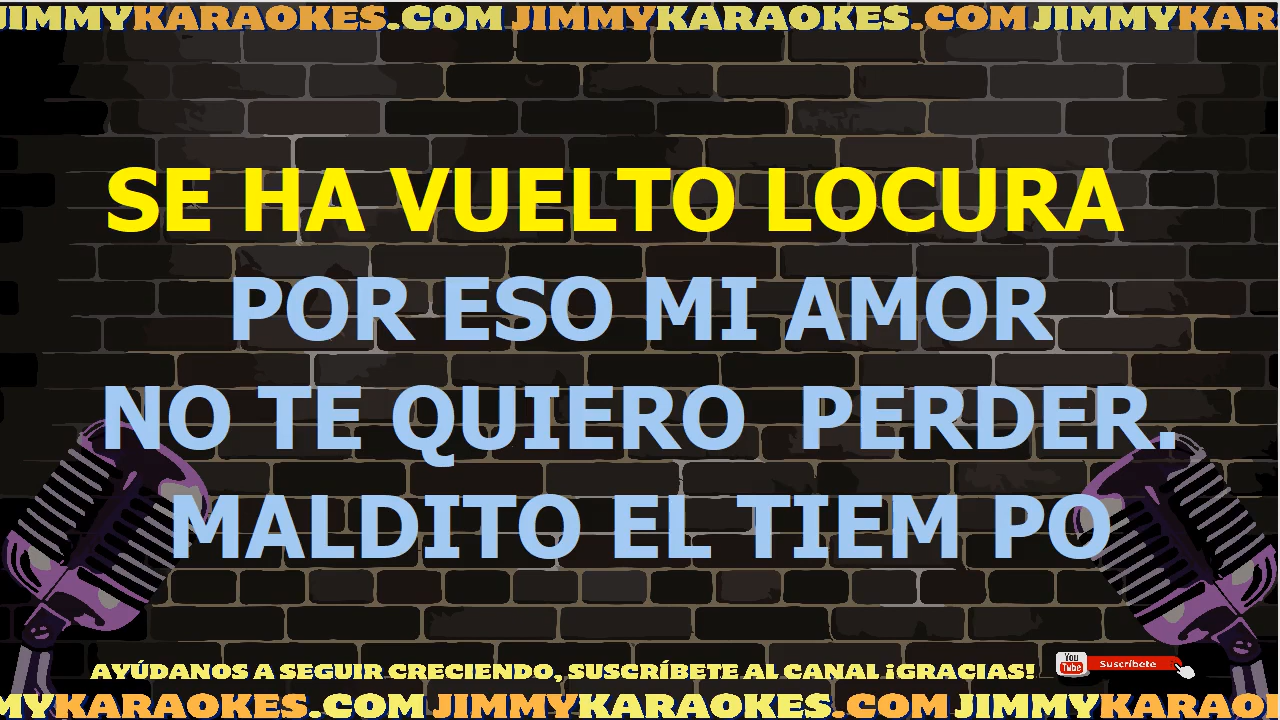 JIMMYKARAOKES.COM JIMMYKARAOKES.COM JIMMYKAR
SE HA VUELTO LOCURA
POR ESO MI AMOR
NO TE QUIERO  PERDER.
MALDITO EL TIEM PO
AYÚDANOS A SEGUIR CRECIENDO, SUSCRÍBETE AL CANAL ¡GRACIAS!
You Tube Suscríbete
MYKARAOKES.COM JIMMYKARAOKES.COM JIMMYKARAO